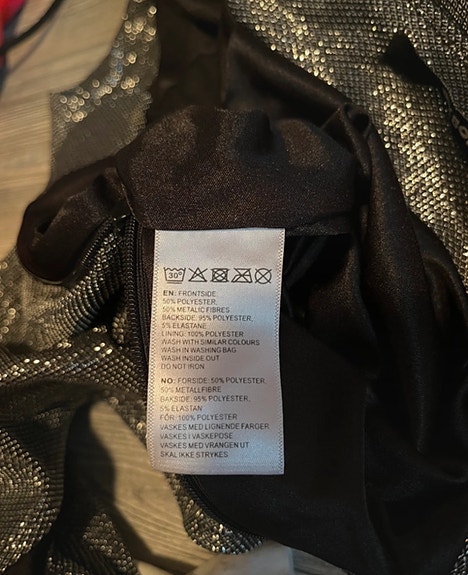 30°
EN: FRONTSIDE:
50% POLYESTER,
50% METALIC FIBRES
BACKSIDE: 95% POLYESTER,
5% ELASTANE
LINING: 100% POLYESTER
WASH WITH SIMILAR COLOURS
WASH IN WASHING BAG
WASH INSIDE OUT
DO NOT IRON
NO: FORSIDE: 50% POLYESTER,
50% METALLFIBRE
BAKSIDE: 95% POLYESTER,
5% ELASTAN
FÔR: 100% POLYESTER
VASKES MED LIGNENDE FARGER
VASKES I VASKEPOSE
VASKES MED VRANGEN UT
SKAL IKKE STRYKES